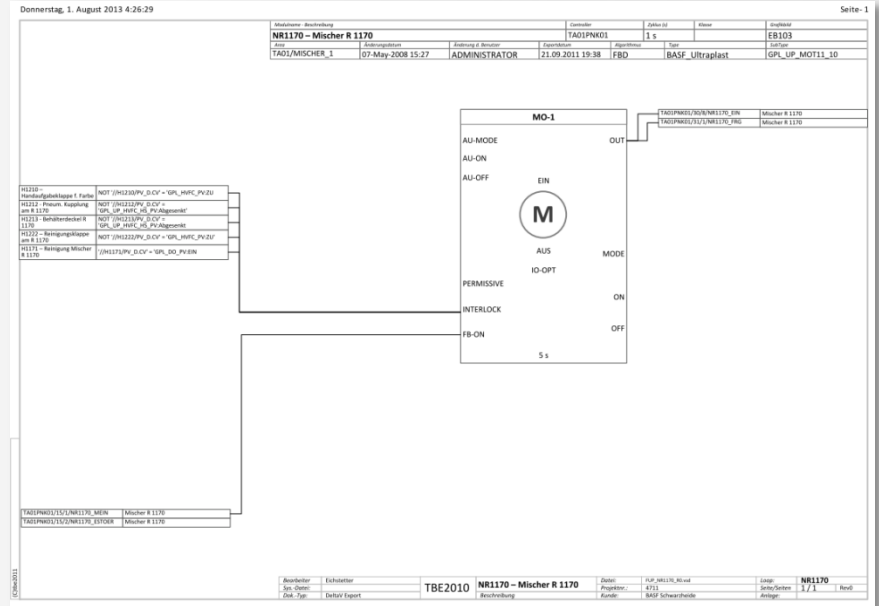 Donnerstag, 1. August 2013 4:26:29 Seite- 1
Modulname - Beschreibung Controller Zyklus (s) Klasse Grafikbild
NR1170 – Mischer R 1170 TA01PNK01 1 s EB103
Area Änderungsdatum Änderung d. Benutzer Exportdatum Algorithmus Type SubType
TA01/MISCHER_1 07-May-2008 15:27 ADMINISTRATOR 21.09.2011 19:38 FBD BASF_Ultraplast GPL_UP_MOT11_10
MO-1
TA01PNK01/30/8/NR1170_EIN Mischer R 1170
TA01PNK01/31/1/NR1170_FRG Mischer R 1170
AU-MODE OUT
AU-ON
AU-OFF
EIN
M
AUS
IO-OPT
MODE
PERMISSIVE
ON
INTERLOCK
OFF
FB-ON
5 s
H1210 –
Handaufgabeklappe f. Farbe NOT '//H1210/PV_D.CV' = 'GPL_HVFC_PV:ZU
H1212 - Pneum. Kupplung
am R 1170
NOT '//H1212/PV_D.CV' =
'GPL_UP_HVFC_HS_PV:Abgesenkt'
H1213 - Behälterdeckel R
1170
NOT '//H1213/PV_D.CV' =
'GPL_UP_HVFC_HS_PV:Abgesenkt
H1222 – Reinigungsklappe
am R 1170
NOT '//H1222/PV_D.CV' = 'GPL_HVFC_PV:ZU'
H1171 – Reinigung Mischer
R 1170
'//H1171/PV_D.CV' = 'GPL_DO_PV:EIN
TA01PNK01/15/1/NR1170_MEIN Mischer R 1170
TA01PNK01/15/2/NR1170_ESTOER Mischer R 1170
(C)tbe2011
Bearbeiter Eichstetter
Sys.-Datei:
Dok.-Typ: DeltaV Export
TBE2010
NR1170 – Mischer R 1170
Beschreibung
Datei: FUP_NR1170_R0.vsd
Projektnr.: 4711
Kunde: BASF Schwarzheide
Loop: NR1170
Seite/Seiten 1 / 1 Rev0
Anlage: